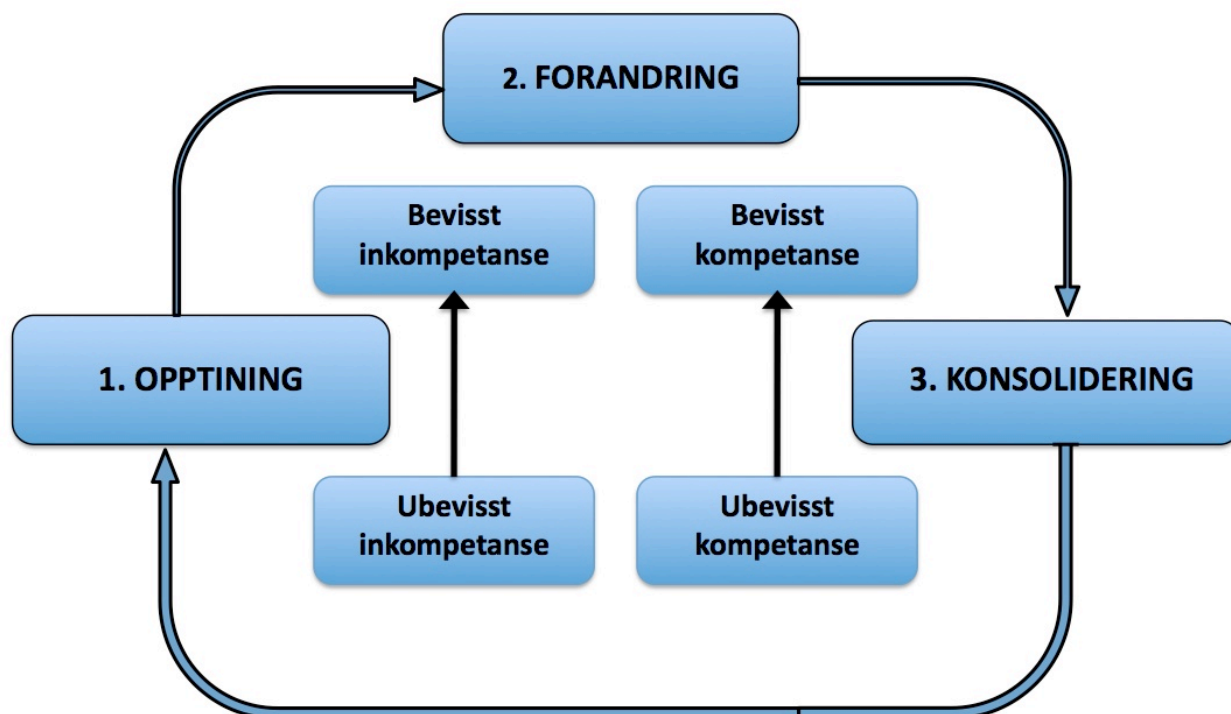 2. FORANDRING
Bevisst
inkompetanse
Bevisst
kompetanse
1. OPPTINING
3. KONSOLIDERING
Ubevisst
inkompetanse
Ubevisst
kompetanse